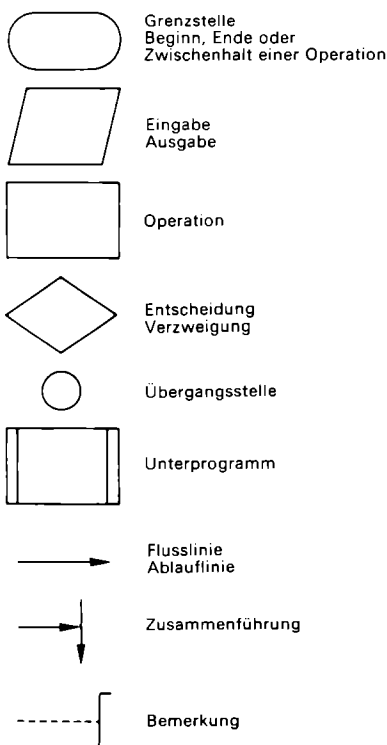 Grenzstelle
Beginn, Ende oder
Zwischenhalt einer Operation
Eingabe
Ausgabe
Operation
Entscheidung
Verzweigung
Übergangsstelle
Unterprogramm
Flusslinie
Ablauflinie
Zusammenführung
Bemerkung